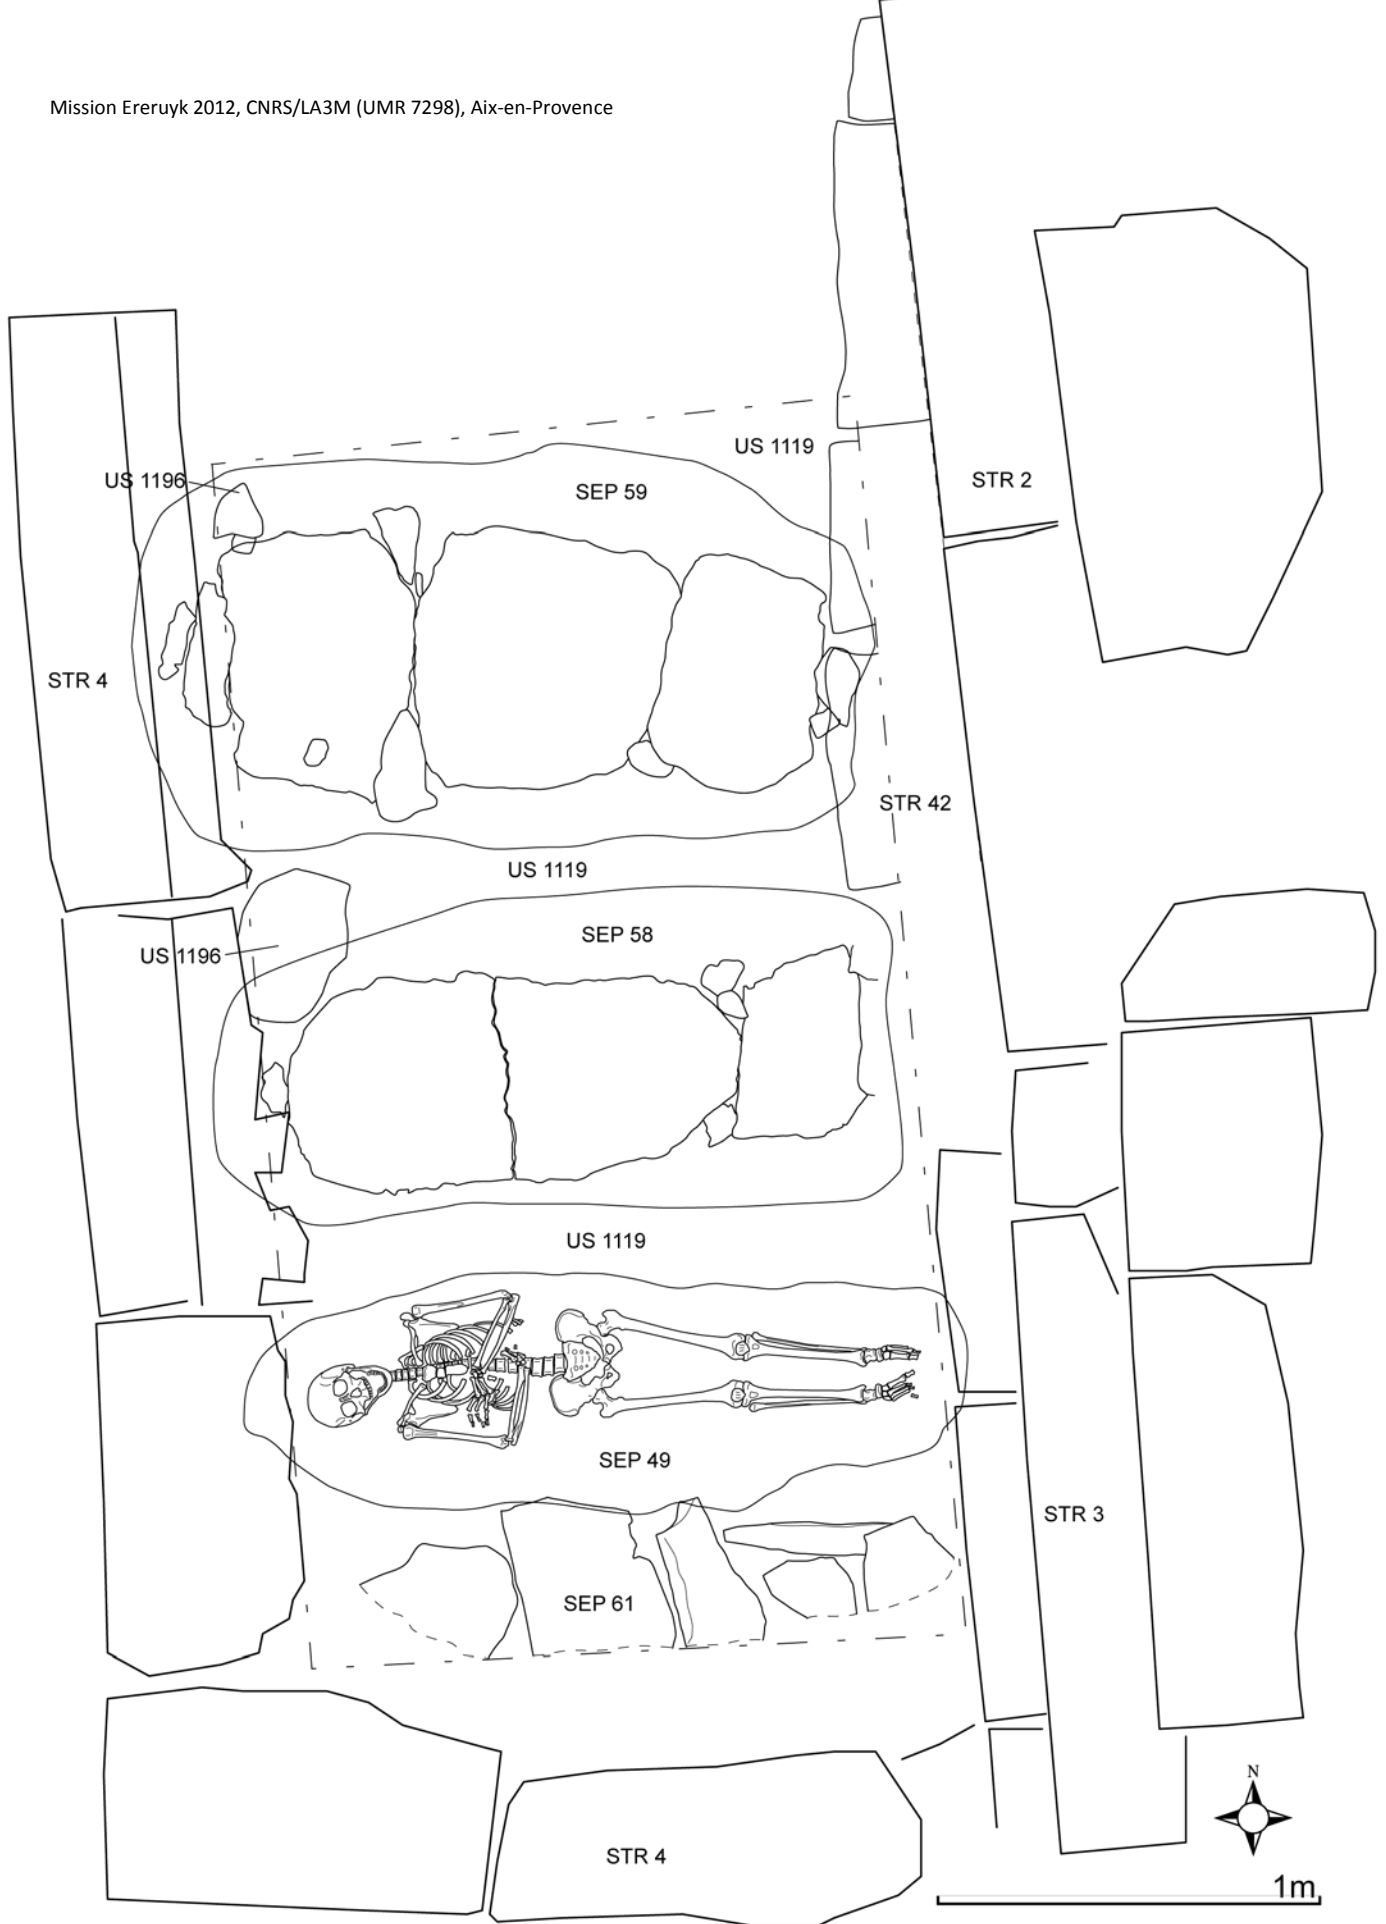 Mission Ereruyk 2012, CNRS/LA3M (UMR 7298), Aix-en-Provence
US 1119
US 1196
STR 2
SEP 59
STR 4
STR 42
US 1119
SEP 58
US 1196
US 1119
SEP 49
STR 3
SEP 61
N
STR 4
1m